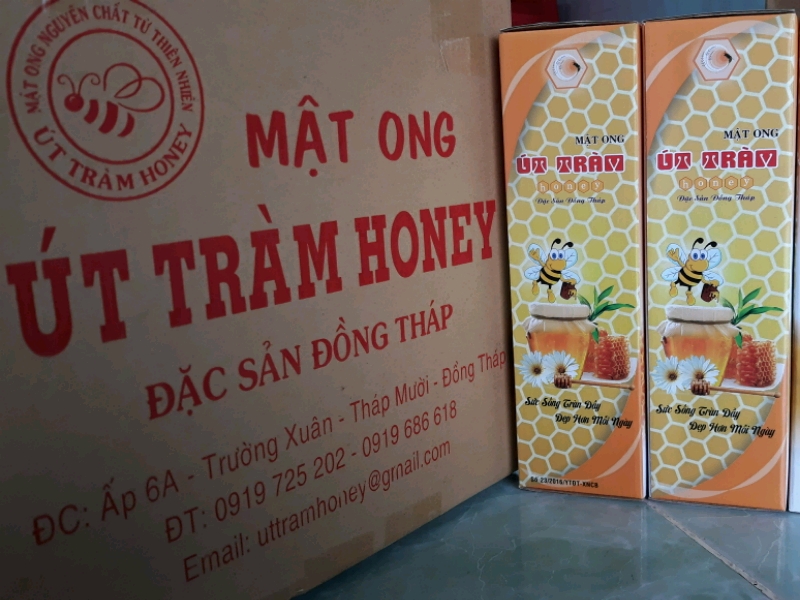 MẬT ONG NGUYÊN CHẤT TỪ THIÊN NHIÊN
ÚT TRÀM HONEY
MẬT ONG
ÚT TRÀM HONEY
ĐẶC SẢN ĐỒNG THÁP
ĐC: Ấp 6A - Trường Xuân - Tháp Mười - Đồng Tháp
ĐT: 0919 725 202 - 0919 686 618
Email: uttramhoney@gmail.com
MẬT ONG
ÚT TRÀM
honey
Đặc Sản Đồng Tháp
Sức Sống Tràn Đầy
Đẹp Hơn Mỗi Ngày
MẬT ONG
ÚT TRÀM
honey
Đặc Sản Đồng Tháp
Sức Sống Tràn Đầy
Đẹp Hơn Mỗi Ngày